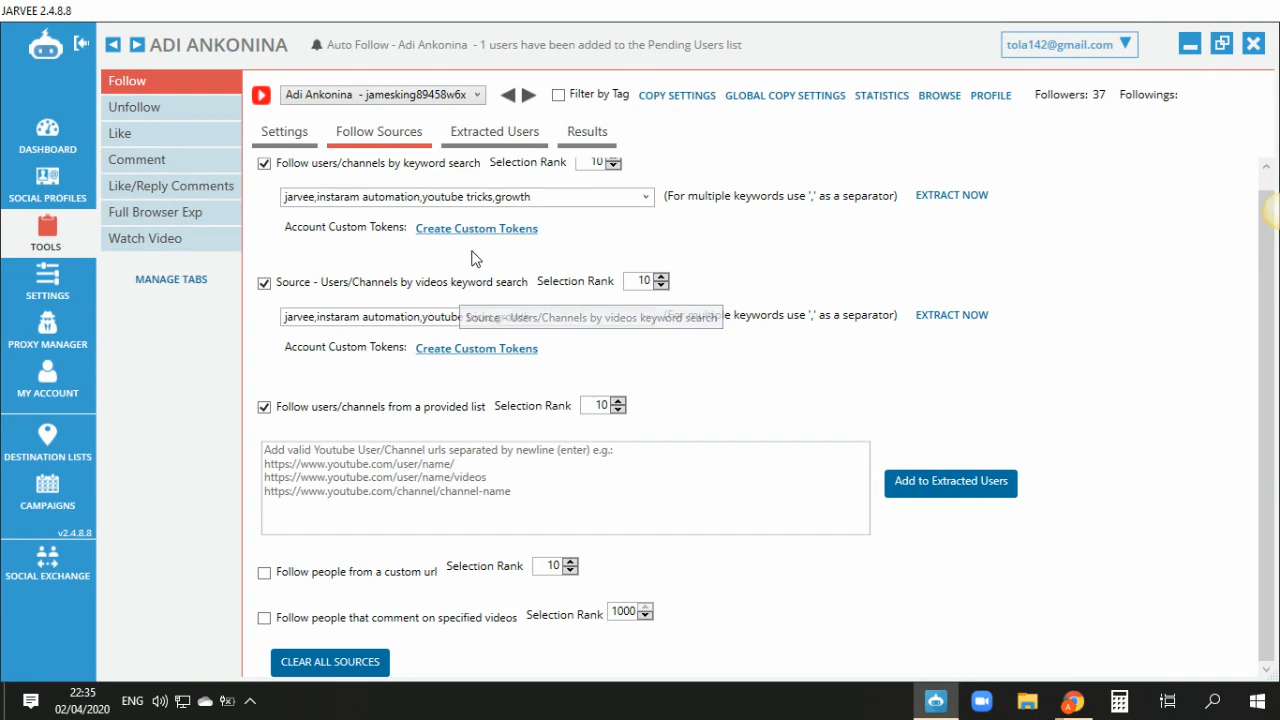 JARVEE 2.4.8.8
ADI ANKONINA
Auto Follow - Adi Ankonina - 1 users have been added to the Pending Users list
tola142@gmail.com
DASHBOARD
SOCIAL PROFILES
TOOLS
SETTINGS
PROXY MANAGER
MY ACCOUNT
DESTINATION LISTS
CAMPAIGNS
v2.4.8.8
SOCIAL EXCHANGE
Follow
Unfollow
Like
Comment
Like/Reply Comments
Full Browser Exp
Watch Video
MANAGE TABS
Adi Ankonina - jamesking89458w6x
Filter by Tag
COPY SETTINGS
GLOBAL COPY SETTINGS
STATISTICS
BROWSE
PROFILE
Followers: 37
Followings:
Settings
Follow Sources
Extracted Users
Results
Follow users/channels by keyword search Selection Rank 10
jarvee,instaram automation,youtube tricks,growth (For multiple keywords use ',' as a separator) EXTRACT NOW
Account Custom Tokens: Create Custom Tokens
Source - Users/Channels by videos keyword search Selection Rank 10
jarvee,instaram automation,youtube Source - Users/Channels by videos keyword search e keywords use ',' as a separator) EXTRACT NOW
Account Custom Tokens: Create Custom Tokens
Follow users/channels from a provided list Selection Rank 10
Add valid Youtube User/Channel urls separated by newline (enter) e.g.:
https://www.youtube.com/user/name/
https://www.youtube.com/user/name/videos
https://www.youtube.com/channel/channel-name
Add to Extracted Users
Follow people from a custom url Selection Rank 10
Follow people that comment on specified videos Selection Rank 1000
CLEAR ALL SOURCES
22:35
02/04/2020
ENG